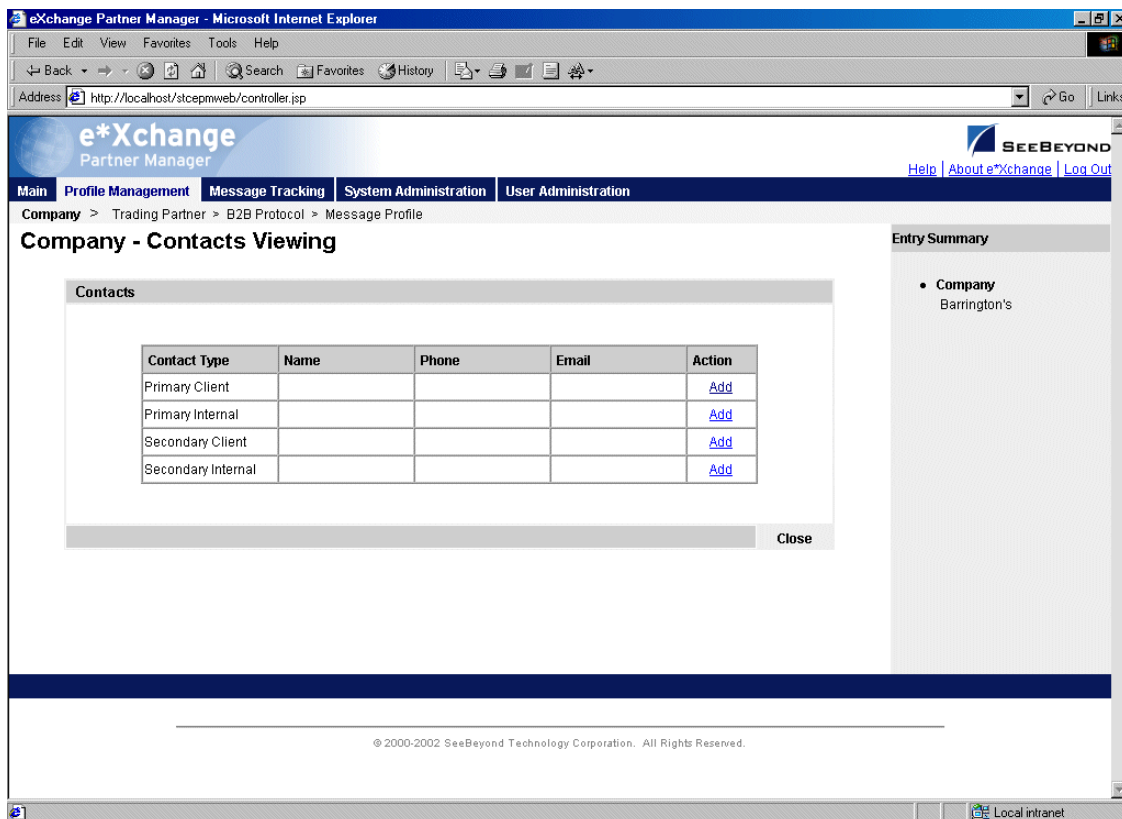 eXchange Partner Manager - Microsoft Internet Explorer
File Edit View Favorites Tools Help
Back Search Favorites History
Address http://localhost/stcepmweb/controller.jsp Go Links
e*Xchange
Partner Manager
SEEBEYOND
Help | About e*Xchange | Log Out
Main Profile Management Message Tracking System Administration User Administration
Company > Trading Partner > B2B Protocol > Message Profile
Company - Contacts Viewing
Entry Summary
• Company
Barrington's
Contacts
Contact Type Name Phone Email Action
Primary Client Add
Primary Internal Add
Secondary Client Add
Secondary Internal Add
Close
© 2000-2002 SeeBeyond Technology Corporation. All Rights Reserved.
Local intranet